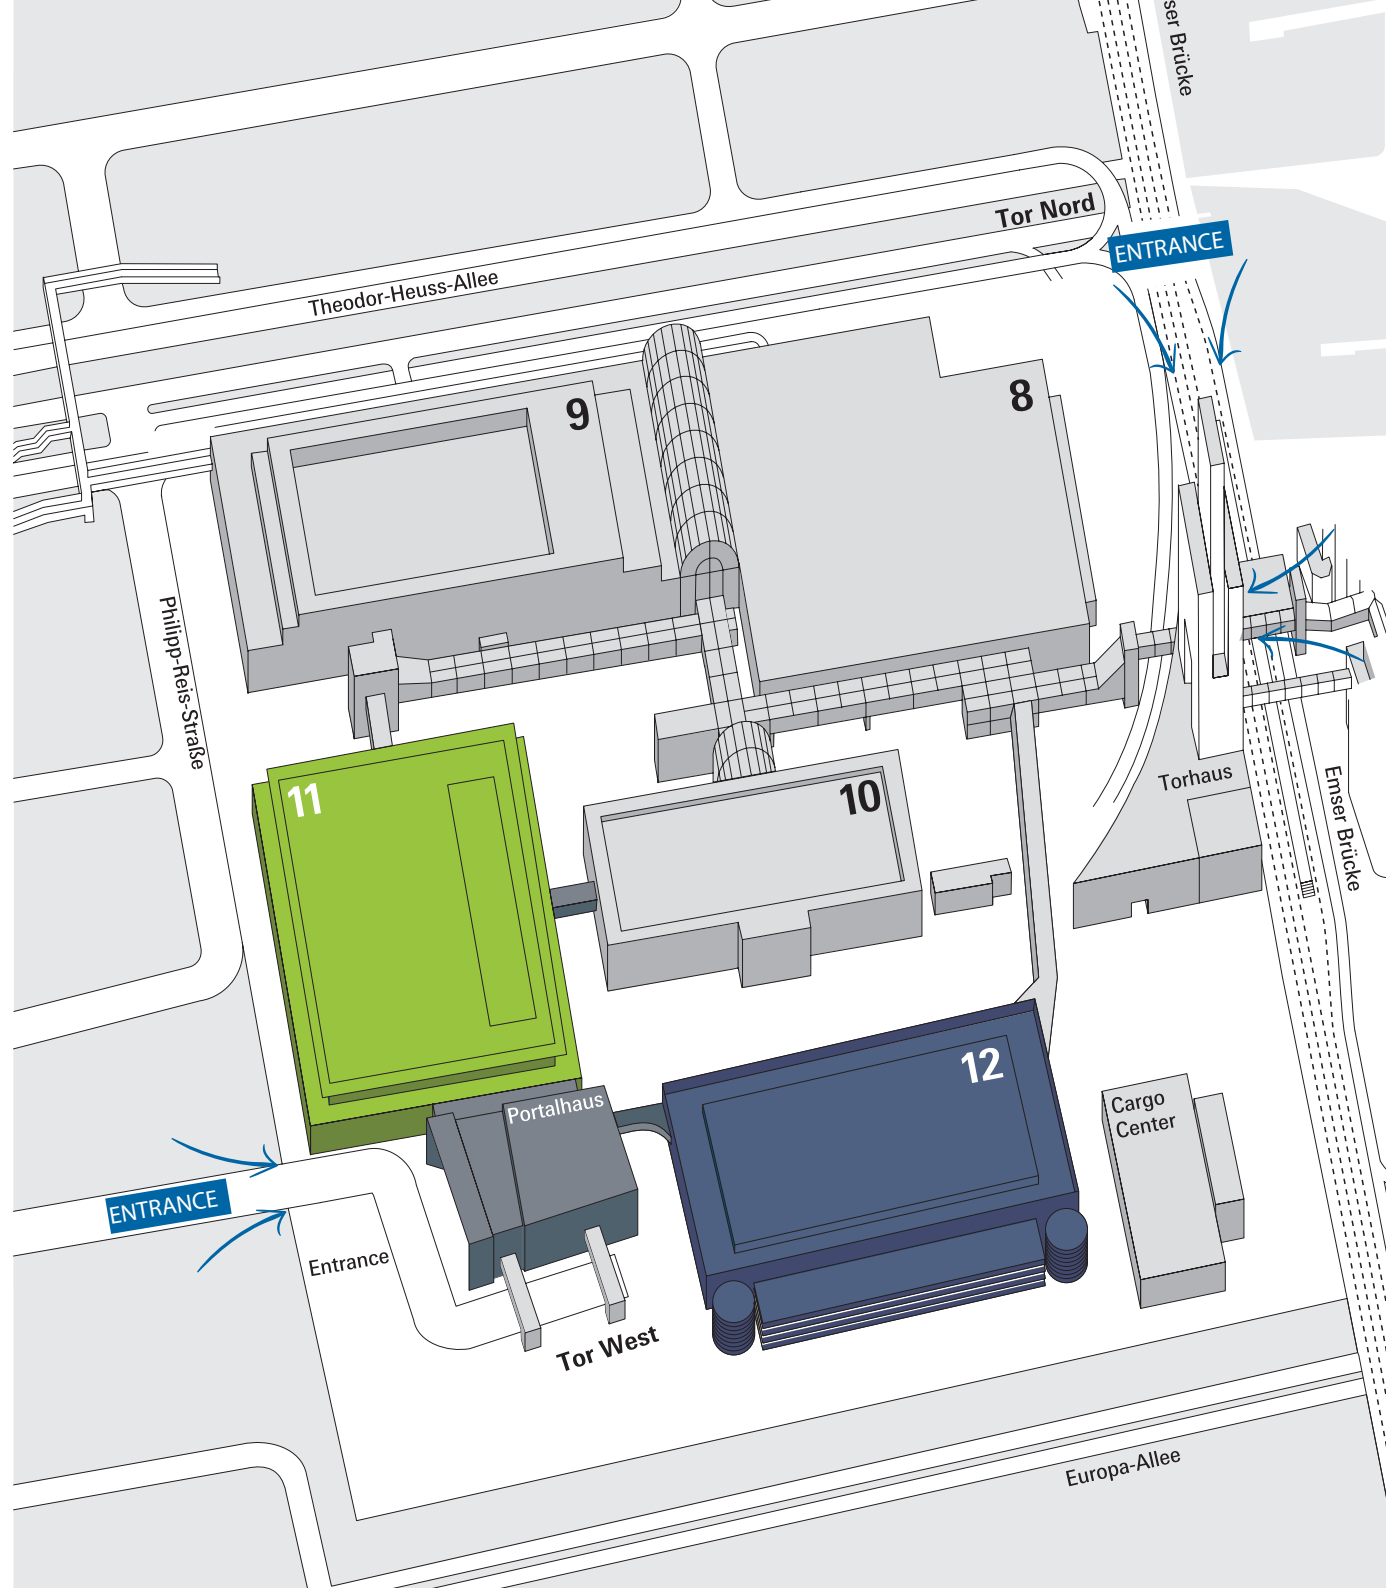 ser Brücke
Tor Nord
ENTRANCE
Theodor-Heuss-Allee
9
8
Philipp-Reis-Straße
11
10
Torhaus
Emser Brücke
12
Portalhaus
Cargo
Center
ENTRANCE
Entrance
Tor West
Europa-Allee